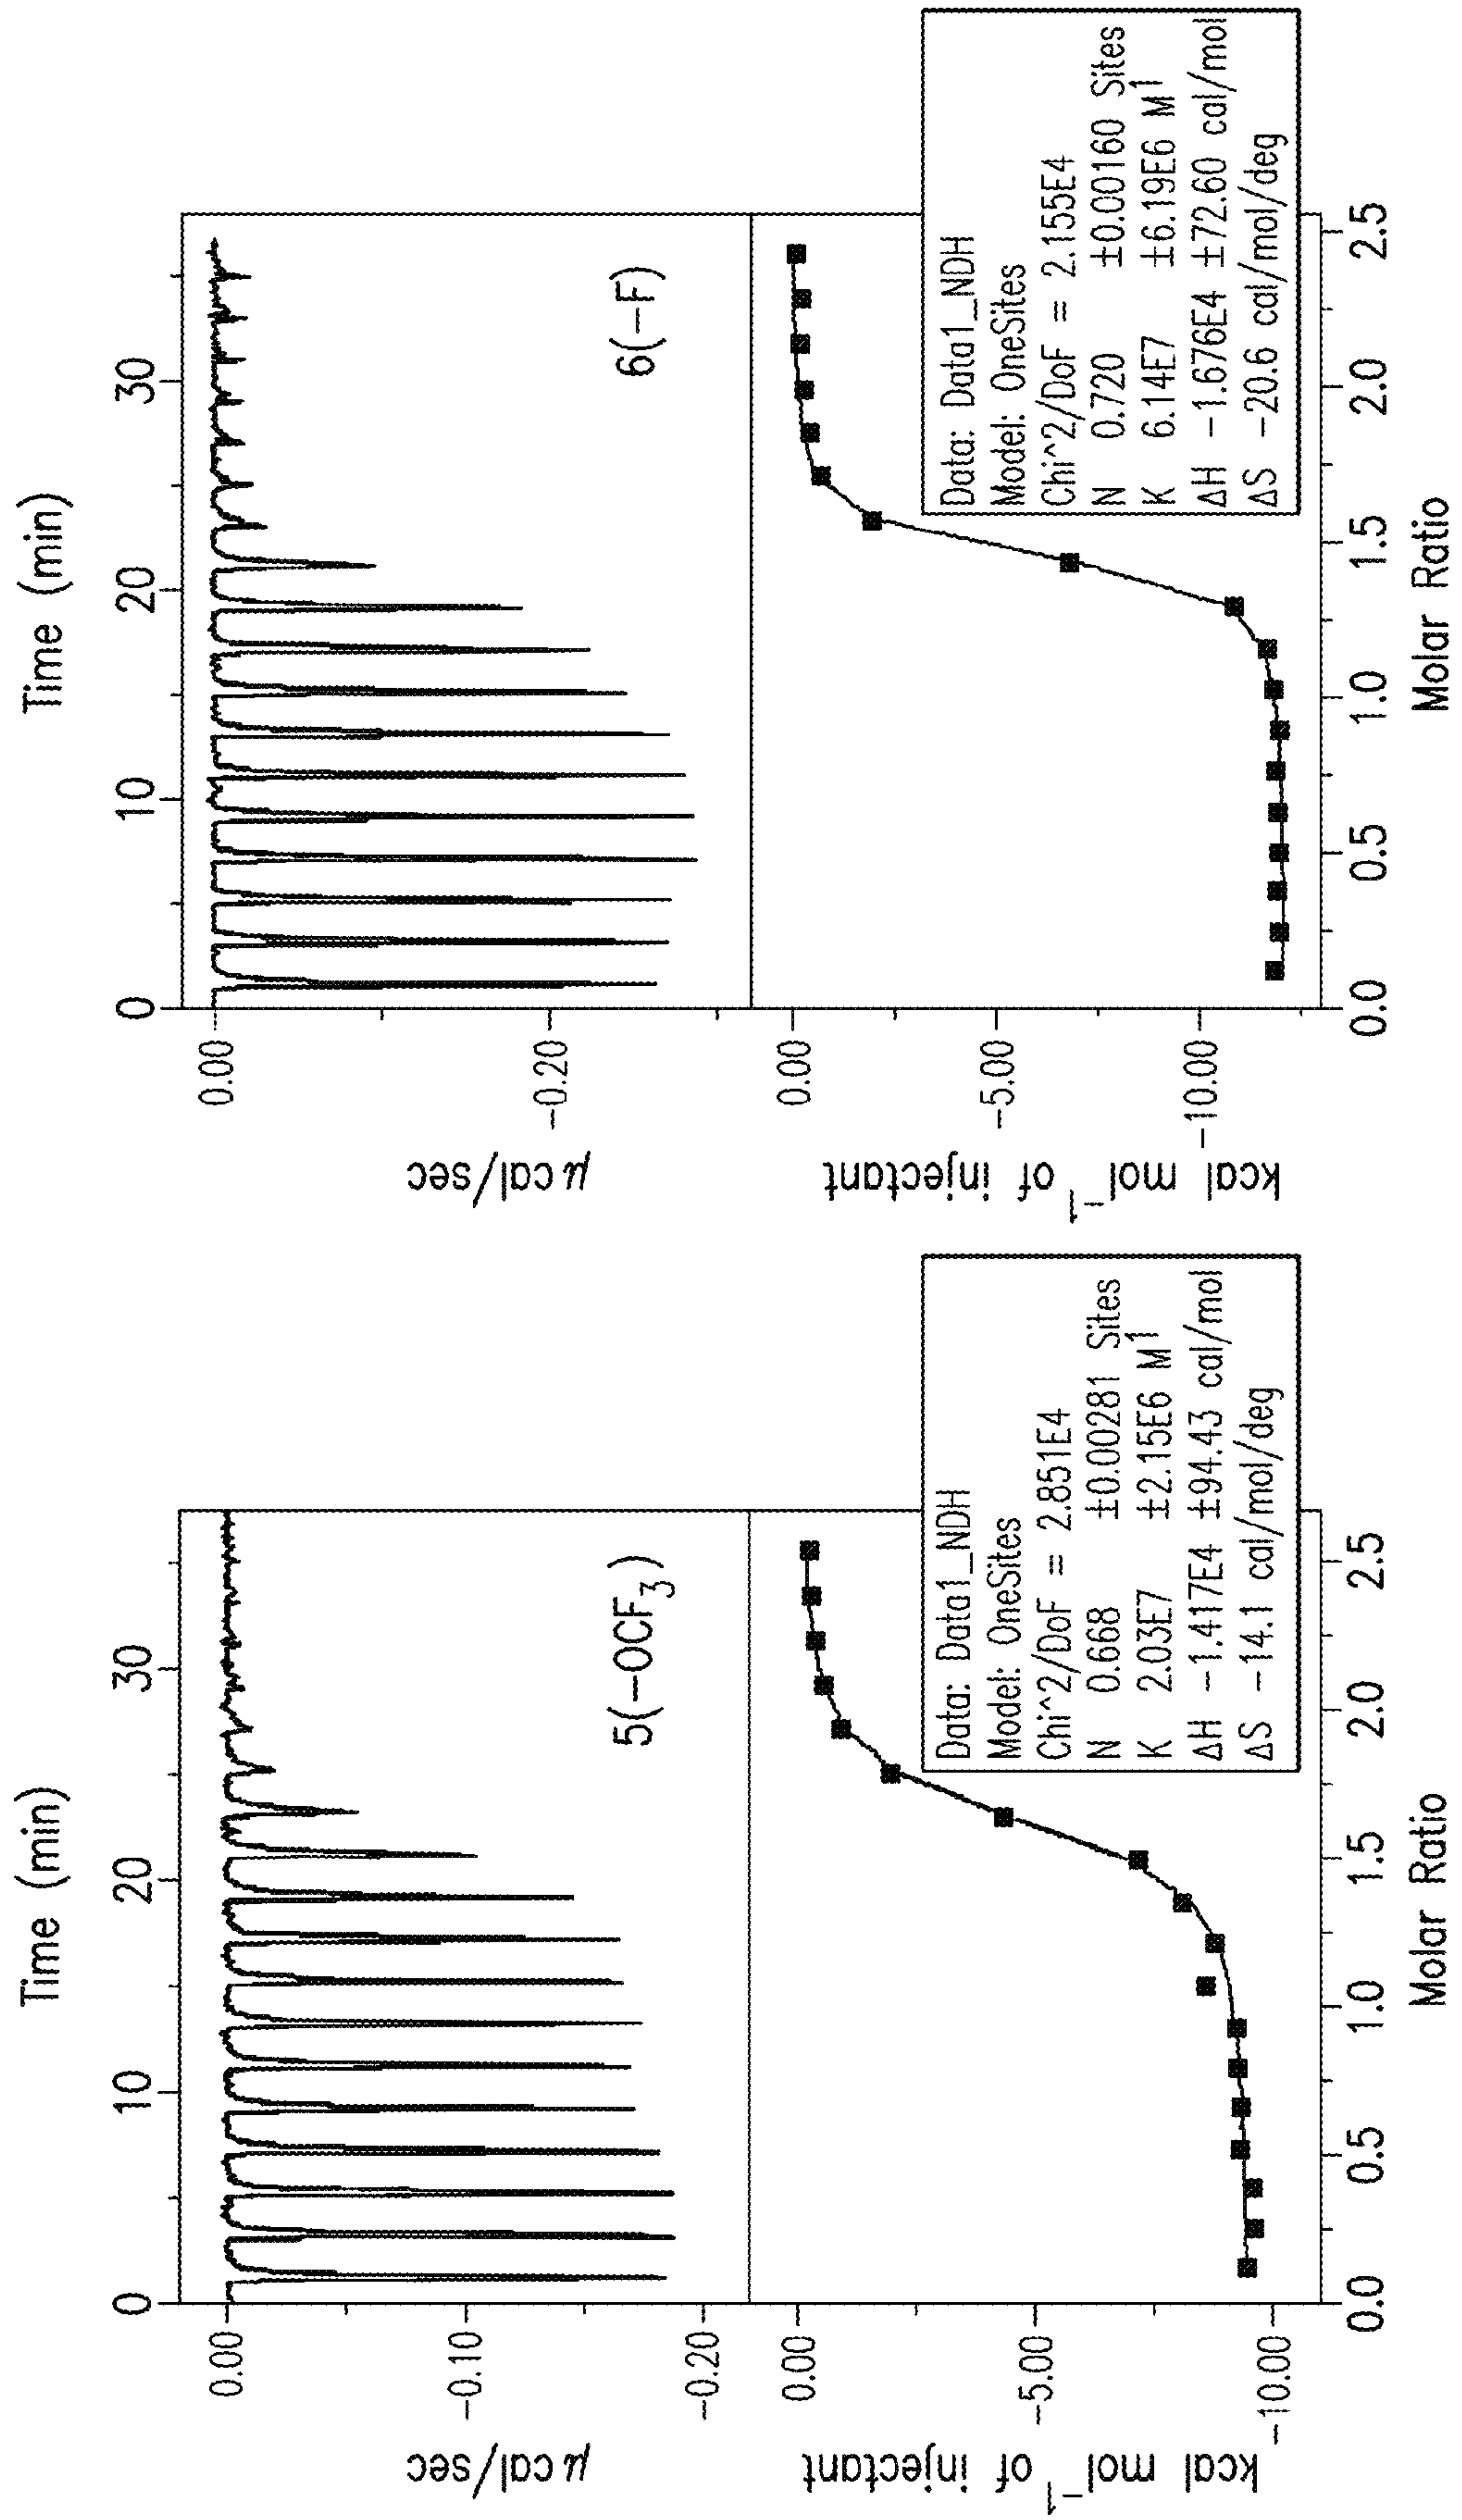 Time (min)
0 10 20 30
0.00
-0.10
-0.20
μcal/sec
5(-OCF3)
0.00
-5.00
-10.00
kcal mol-1 of injectant
Data: Data1_NDH
Model: OneSites
Chi^2/DoF = 2.851E4
N 0.668 ±0.00281 Sites
K 2.03E7 ±2.15E6 M1
ΔH -1.417E4 ±94.43 cal/mol
ΔS -14.1 cal/mol/deg
0.0 0.5 1.0 1.5 2.0 2.5
Molar Ratio
Time (min)
0 10 20 30
0.00
-0.20
μcal/sec
6(-F)
0.00
-5.00
-10.00
kcal mol-1 of injectant
Data: Data1_NDH
Model: OneSites
Chi^2/DoF = 2.155E4
N 0.720 ±0.00160 Sites
K 6.14E7 ±6.19E6 M1
ΔH -1.676E4 ±72.60 cal/mol
ΔS -20.6 cal/mol/deg
0.0 0.5 1.0 1.5 2.0 2.5
Molar Ratio